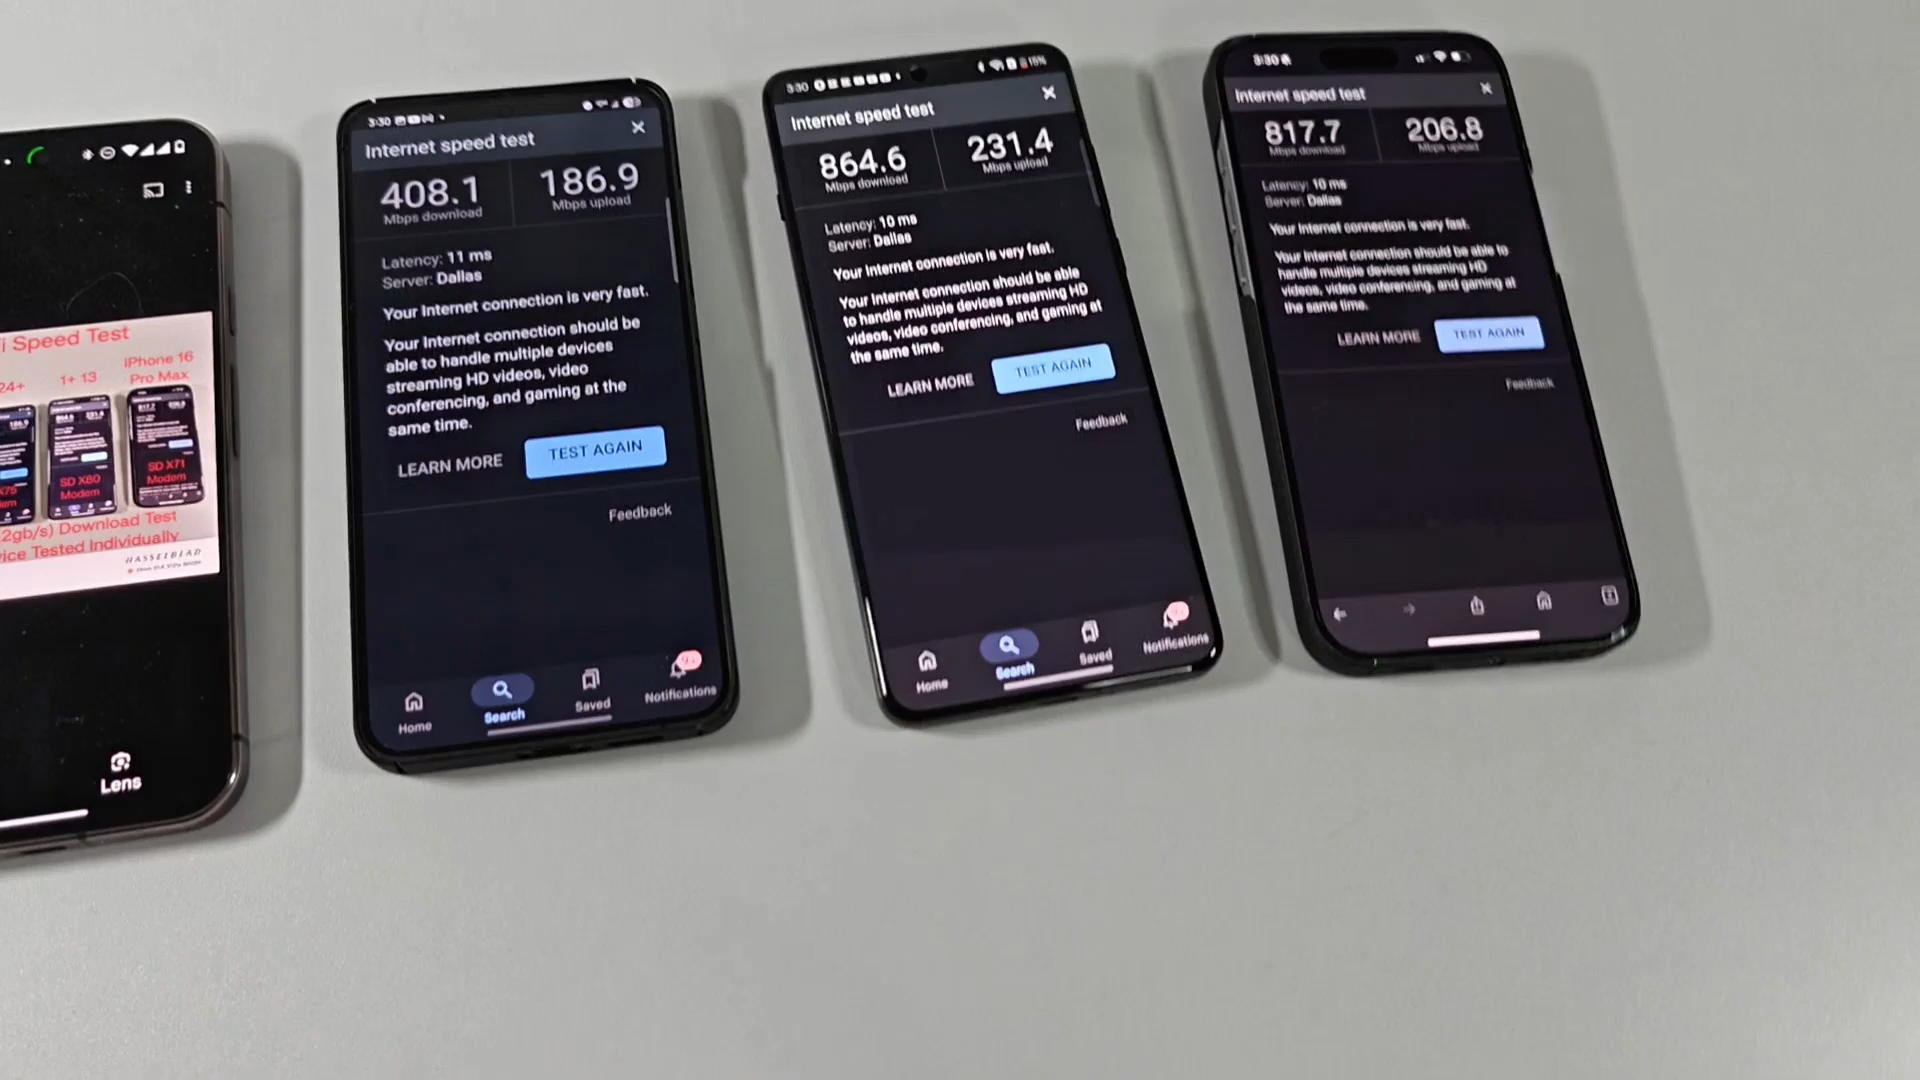 i Speed Test
24+
1+ 13
iPhone 16
Pro Max
SD X80
Modem
SD X71
Modem
2gb/s) Download Test
ice Tested Individually
HASSELBLAD
Lens
3:30
Internet speed test
408.1
Mbps download
186.9
Mbps upload
Latency: 11 ms
Server: Dallas
Your Internet connection is very fast.
Your Internet connection should be
able to handle multiple devices
streaming HD videos, video
conferencing, and gaming at the
same time.
LEARN MORE
TEST AGAIN
Feedback
Home
Search
Saved
Notifications
3:30
15%
Internet speed test
864.6
Mbps download
231.4
Mbps upload
Latency: 10 ms
Server: Dallas
Your Internet connection is very fast.
Your Internet connection should be able
to handle multiple devices streaming HD
videos, video conferencing, and gaming at
the same time.
LEARN MORE
TEST AGAIN
Feedback
Home
Search
Saved
Notifications
3:30
Internet speed test
817.7
Mbps download
206.8
Mbps upload
Latency: 10 ms
Server: Dallas
Your Internet connection is very fast.
Your Internet connection should be able to
handle multiple devices streaming HD
videos, video conferencing, and gaming at
the same time.
LEARN MORE
TEST AGAIN
Feedback